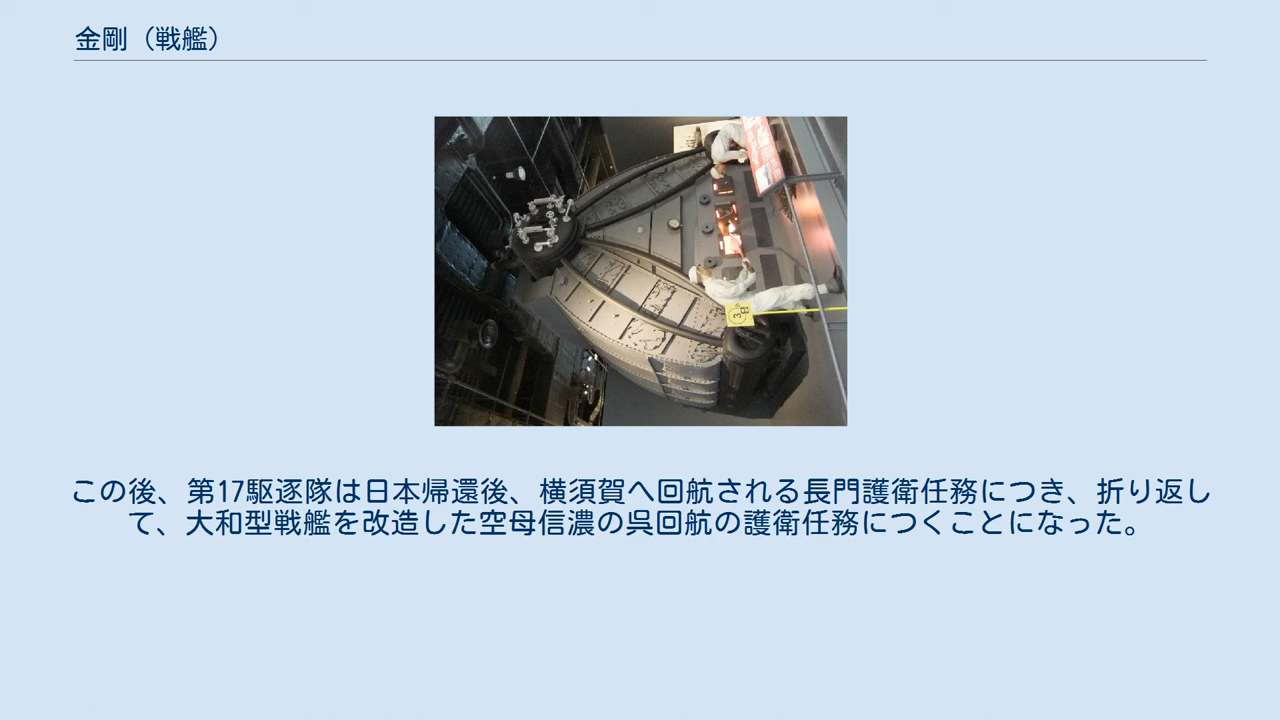 金剛（戦艦）
この後、第17駆逐隊は日本帰還後、横須賀へ回航される長門護衛任務につき、折り返し
て、大和型戦艦を改造した空母信濃の呉回航の護衛任務につくことになった。